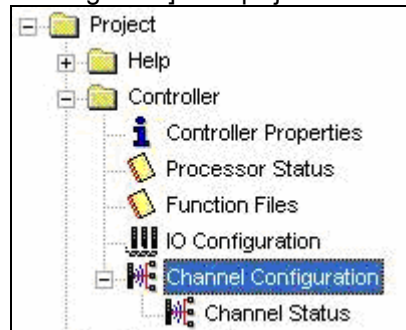 Project
Help
Controller
Controller Properties
Processor Status
Function Files
IO Configuration
Channel Configuration
Channel Status